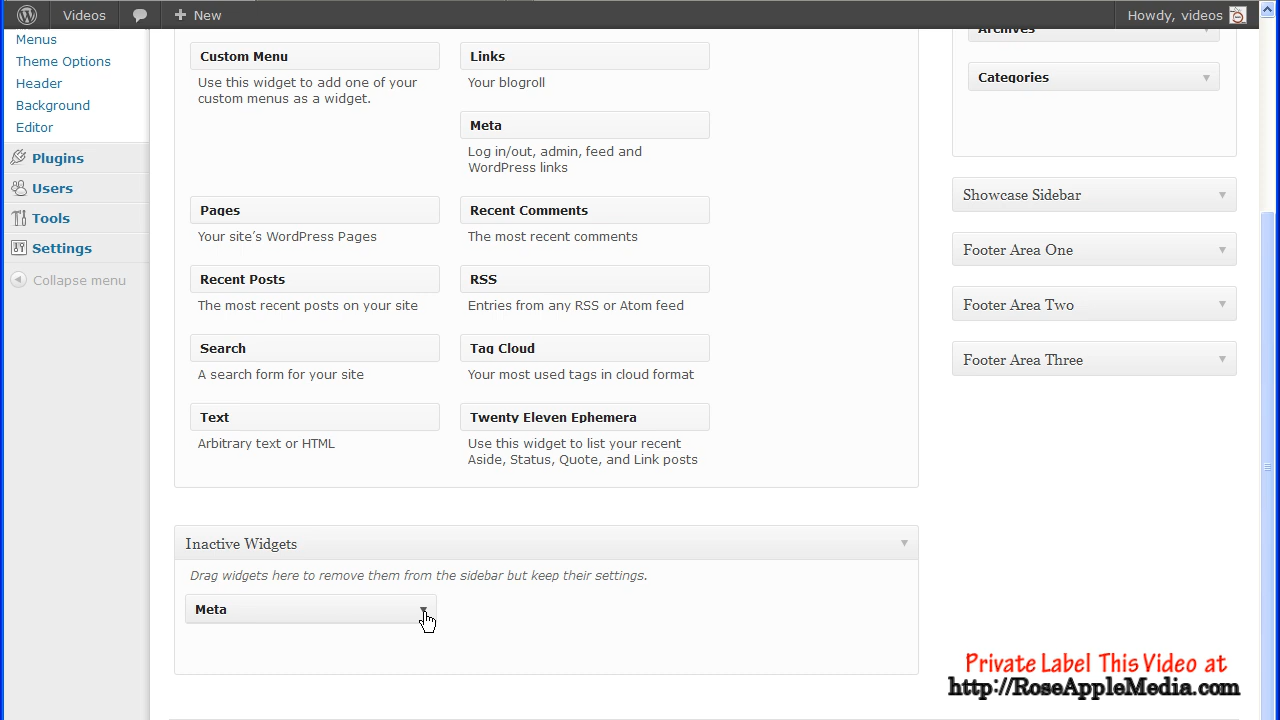 Videos
New
Howdy, videos
Menus
Theme Options
Header
Background
Editor
Plugins
Users
Tools
Settings
Collapse menu
Custom Menu
Use this widget to add one of your
custom menus as a widget.
Links
Your blogroll
Meta
Log in/out, admin, feed and
WordPress links
Pages
Your site's WordPress Pages
Recent Comments
The most recent comments
Recent Posts
The most recent posts on your site
RSS
Entries from any RSS or Atom feed
Search
A search form for your site
Tag Cloud
Your most used tags in cloud format
Text
Arbitrary text or HTML
Twenty Eleven Ephemera
Use this widget to list your recent
Aside, Status, Quote, and Link posts
Inactive Widgets
Drag widgets here to remove them from the sidebar but keep their settings.
Meta
Archives
Categories
Showcase Sidebar
Footer Area One
Footer Area Two
Footer Area Three
Private Label This Video at
http://RoseAppleMedia.com